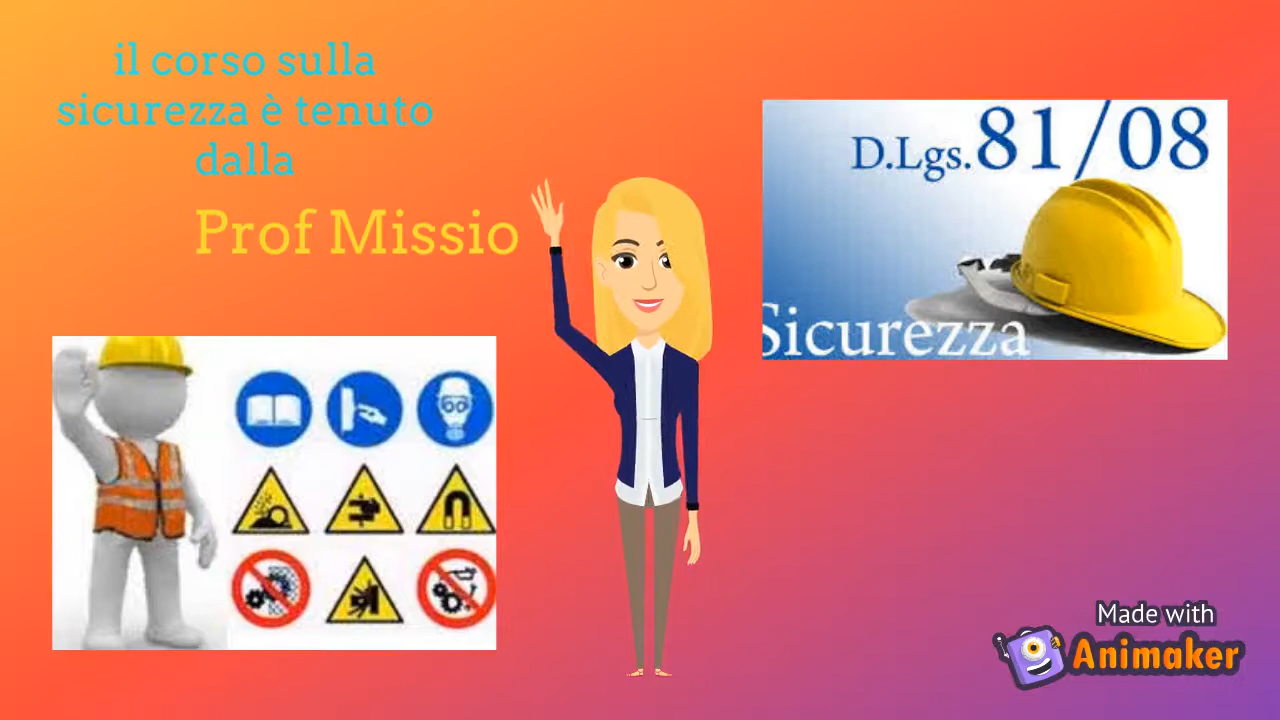 il corso sulla
sicurezza è tenuto
dalla
Prof Missio
D.Lgs.81/08
Sicurezza
Made with
Animaker